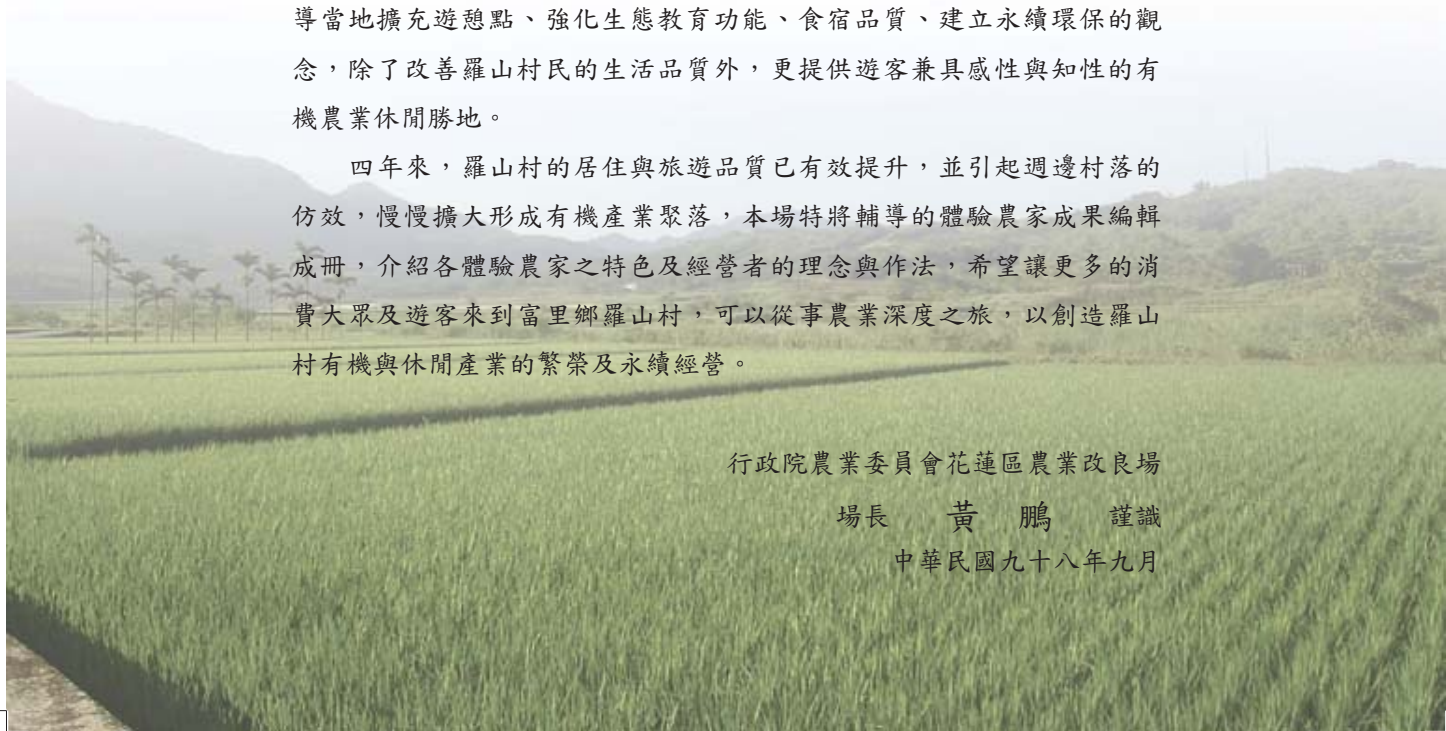 導當地擴充遊憩點、強化生態教育功能、食宿品質、建立永續環保的觀
念，除了改善羅山村民的生活品質外，更提供遊客兼具感性與知性的有
機農業休閒勝地。
四年來，羅山村的居住與旅遊品質已有效提升，並引起週邊村落的
仿效，慢慢擴大形成有機產業聚落，本場特將輔導的體驗農家成果編輯
成冊，介紹各體驗農家之特色及經營者的理念與作法，希望讓更多的消
費大眾及遊客來到富里鄉羅山村，可以從事農業深度之旅，以創造羅山
村有機與休閒產業的繁榮及永續經營。
行政院農業委員會花蓮區農業改良場
場長 黃 鵬 謹識
中華民國九十八年九月